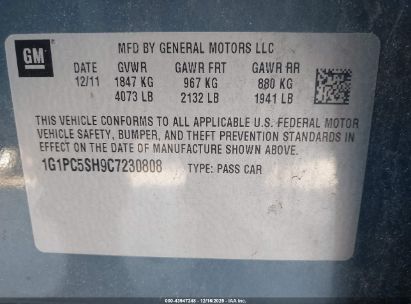 GM
MFD BY GENERAL MOTORS LLC
DATE GVWR GAWR FRT GAWR RR
12/11 1847 KG 967 KG 880 KG
4073 LB 2132 LB 1941 LB
THIS VEHICLE CONFORMS TO ALL APPLICABLE U.S. FEDERAL MOTOR
VEHICLE SAFETY, BUMPER, AND THEFT PREVENTION STANDARDS IN
EFFECT ON THE DATE OF MANUFACTURE SHOWN ABOVE.
1G1PC5SH9C7230808 TYPE: PASS CAR